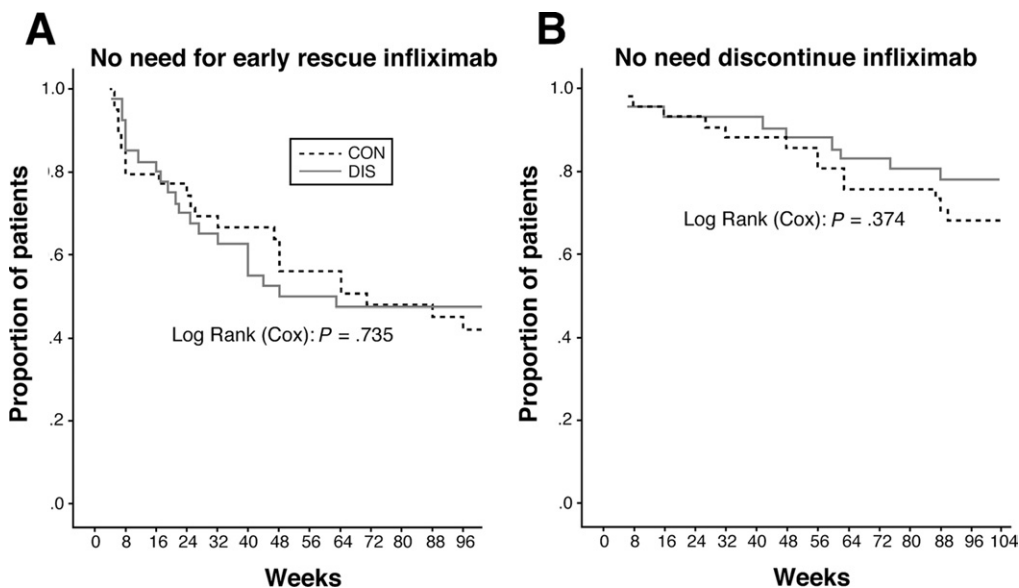 A
No need for early rescue infliximab
Proportion of patients
1.0
.8
.6
.4
.2
.0
CON
DIS
Log Rank (Cox): P = .735
0 8 16 24 32 40 48 56 64 72 80 88 96
Weeks
B
No need discontinue infliximab
Proportion of patients
1.0
.8
.6
.4
.2
.0
Log Rank (Cox): P = .374
0 8 16 24 32 40 48 56 64 72 80 88 96 104
Weeks